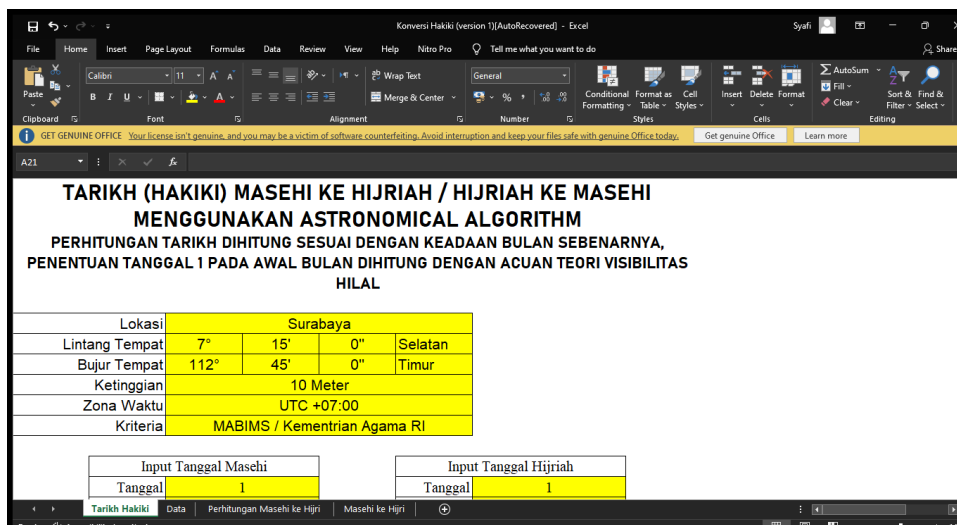 Konversi Hakiki (version 1)[AutoRecovered] - Excel
Syafi
File Home Insert Page Layout Formulas Data Review View Help Nitro Pro Tell me what you want to do Share
Calibri 11 A A Wrap Text General Conditional Format as Cell Insert Delete Format AutoSum Sort & Find &
Paste B I U A Merge & Center % Formatting Table Styles Fill Filter Select
Clear
Clipboard Font Alignment Number Styles Cells Editing
GET GENUINE OFFICE Your license isn't genuine, and you may be a victim of software counterfeiting. Avoid interruption and keep your files safe with genuine Office today. Get genuine Office Learn more
A21 fx
TARIKH (HAKIKI) MASEHI KE HIJRIAH / HIJRIAH KE MASEHI
MENGGUNAKAN ASTRONOMICAL ALGORITHM
PERHITUNGAN TARIKH DIHITUNG SESUAI DENGAN KEADAAN BULAN SEBENARNYA,
PENENTUAN TANGGAL 1 PADA AWAL BULAN DIHITUNG DENGAN ACUAN TEORI VISIBILITAS
HILAL
Lokasi Surabaya
Lintang Tempat 7° 15' 0" Selatan
Bujur Tempat 112° 45' 0" Timur
Ketinggian 10 Meter
Zona Waktu UTC +07:00
Kriteria MABIMS / Kementrian Agama RI
Input Tanggal Masehi Input Tanggal Hijriah
Tanggal 1 Tanggal 1
Tarikh Hakiki Data Perhitungan Masehi ke Hijri Masehi ke Hijri